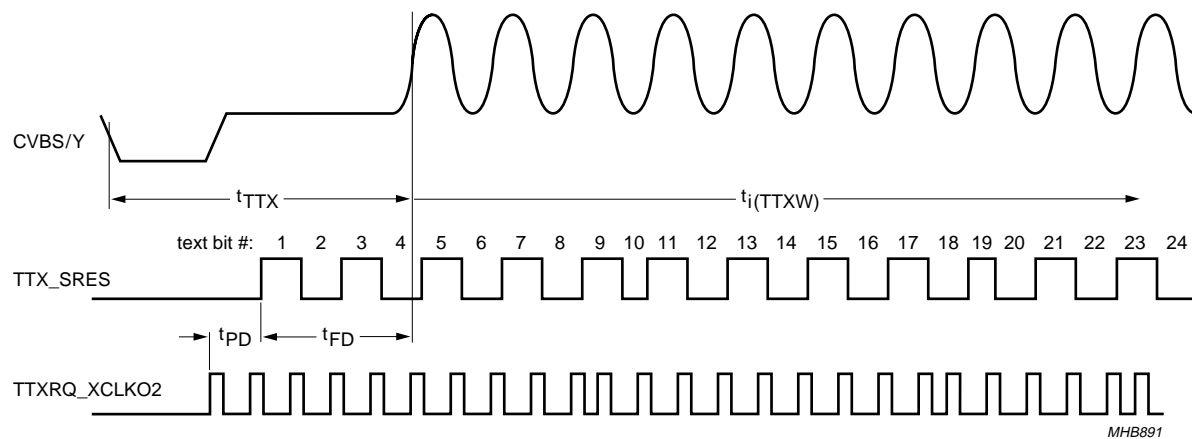 CVBS/Y
tTTX
ti(TTXW)
text bit #: 1 2 3 4 5 6 7 8 9 10 11 12 13 14 15 16 17 18 19 20 21 22 23 24
TTX_SRES
tPD
tFD
TTXRQ_XCLKO2
MHB891